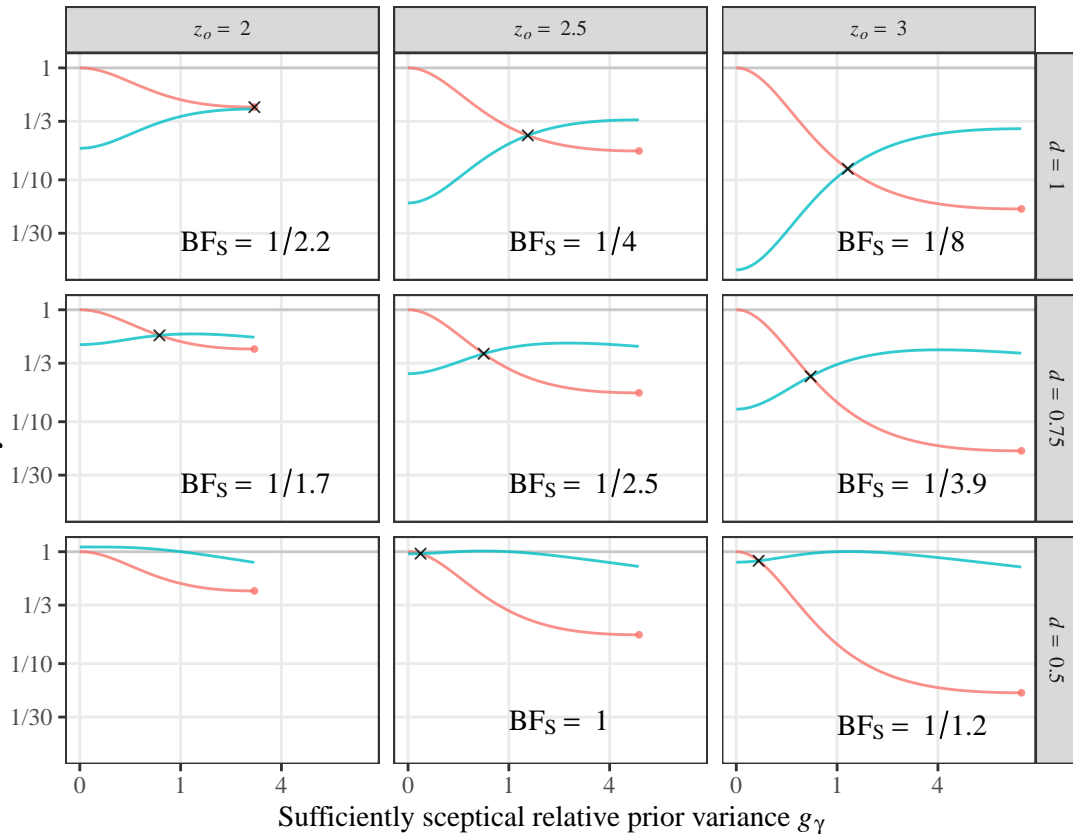 z_o = 2
z_o = 2.5
z_o = 3
1
1/3
1/10
1/30
BF_S = 1/2.2
BF_S = 1/4
BF_S = 1/8
d = 1
1
1/3
1/10
1/30
BF_S = 1/1.7
BF_S = 1/2.5
BF_S = 1/3.9
d = 0.75
1
1/3
1/10
1/30
BF_S = 1
BF_S = 1/1.2
d = 0.5
0 1 4
0 1 4
0 1 4
Sufficiently sceptical relative prior variance g_γ